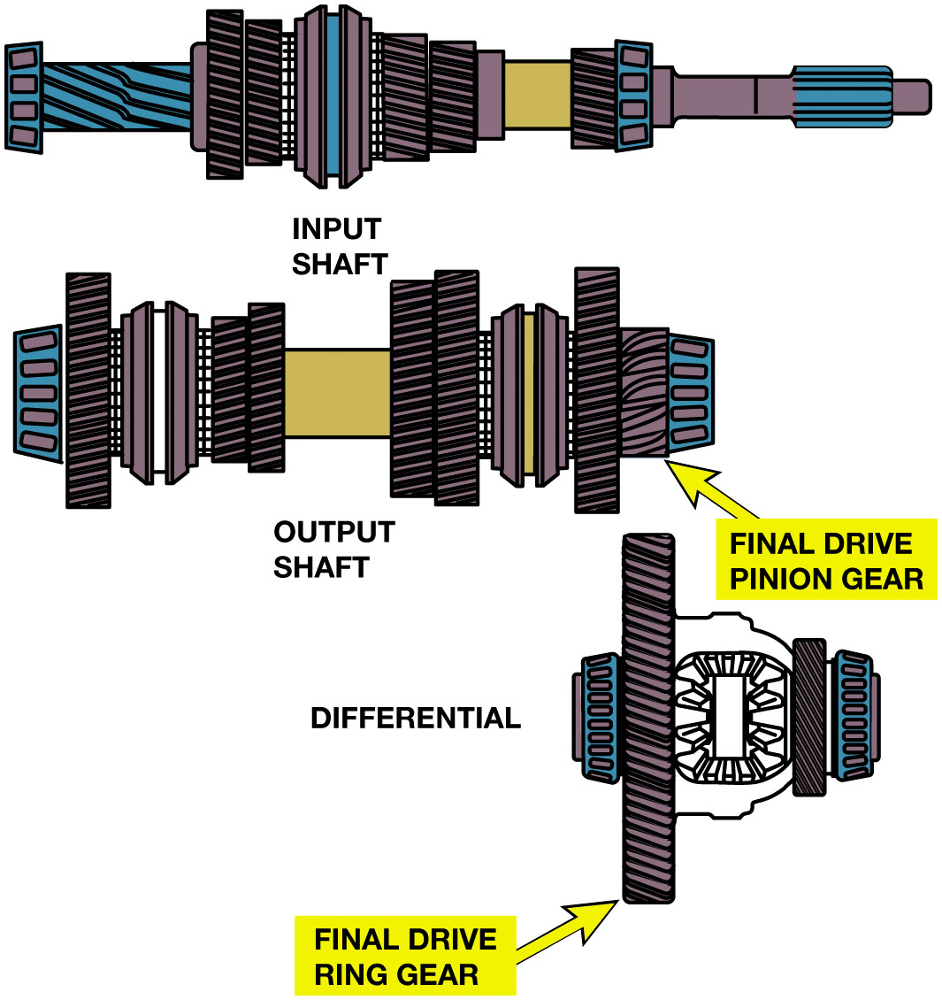 INPUT
SHAFT
OUTPUT
SHAFT
FINAL DRIVE
PINION GEAR
DIFFERENTIAL
FINAL DRIVE
RING GEAR